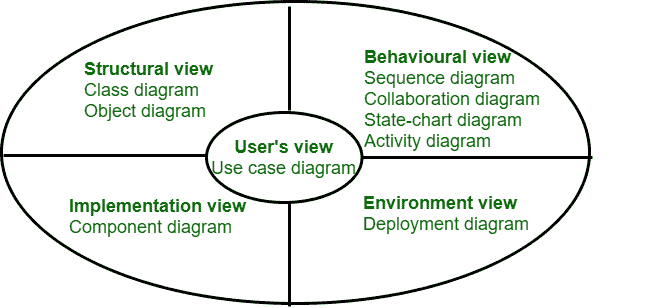 Structural view
Class diagram
Object diagram
Behavioural view
Sequence diagram
Collaboration diagram
State-chart diagram
Activity diagram
User's view
Use case diagram
Implementation view
Component diagram
Environment view
Deployment diagram